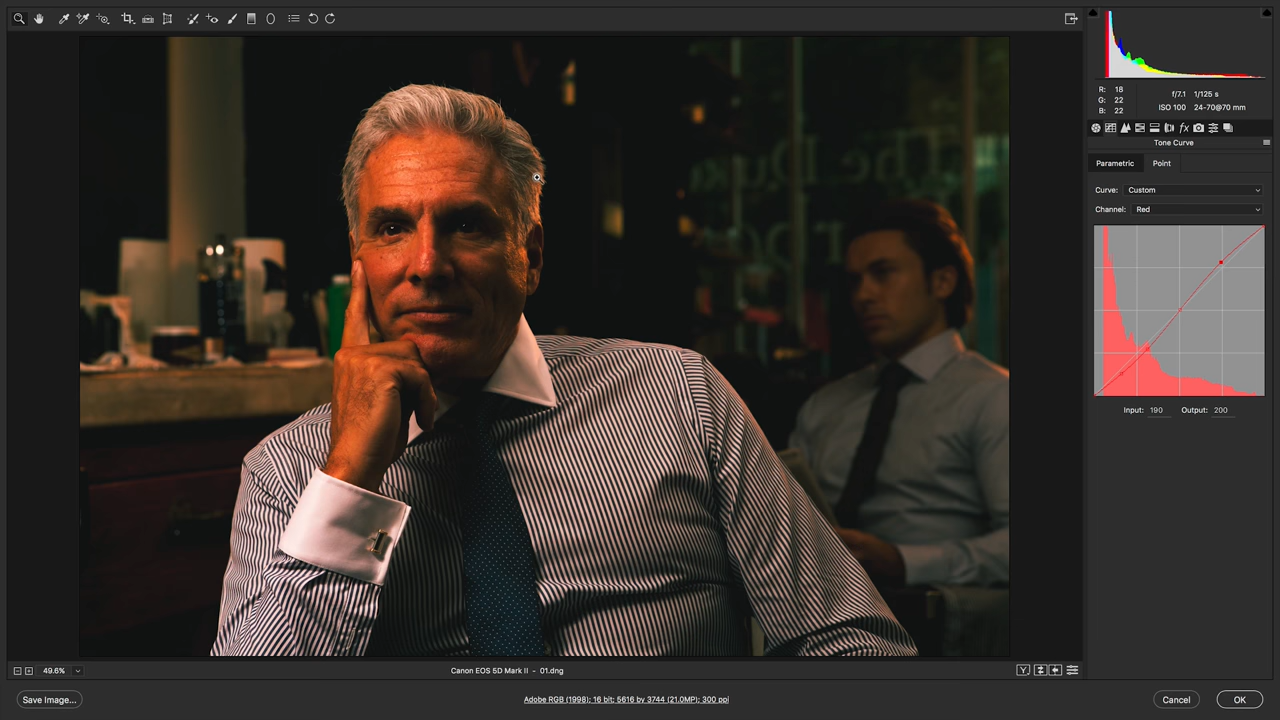 f/7.1 1/125 s
ISO 100 24-70@70 mm
R: 18
G: 22
B: 22
fx
Tone Curve
Parametric Point
Curve: Custom
Channel: Red
Input: 190 Output: 200
49.6%
Canon EOS 5D Mark II - 01.dng
Y
Save Image...
Adobe RGB (1998); 16 bit; 5616 by 3744 (21.0MP); 300 ppi
Cancel
OK